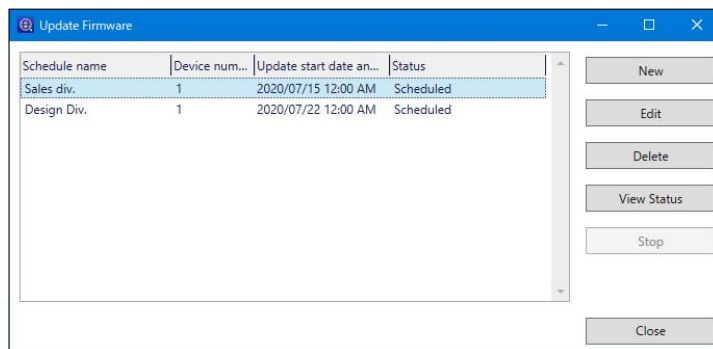 Update Firmware
Schedule name Device num... Update start date an... Status
Sales div. 1 2020/07/15 12:00 AM Scheduled
Design Div. 1 2020/07/22 12:00 AM Scheduled
New
Edit
Delete
View Status
Stop
Close